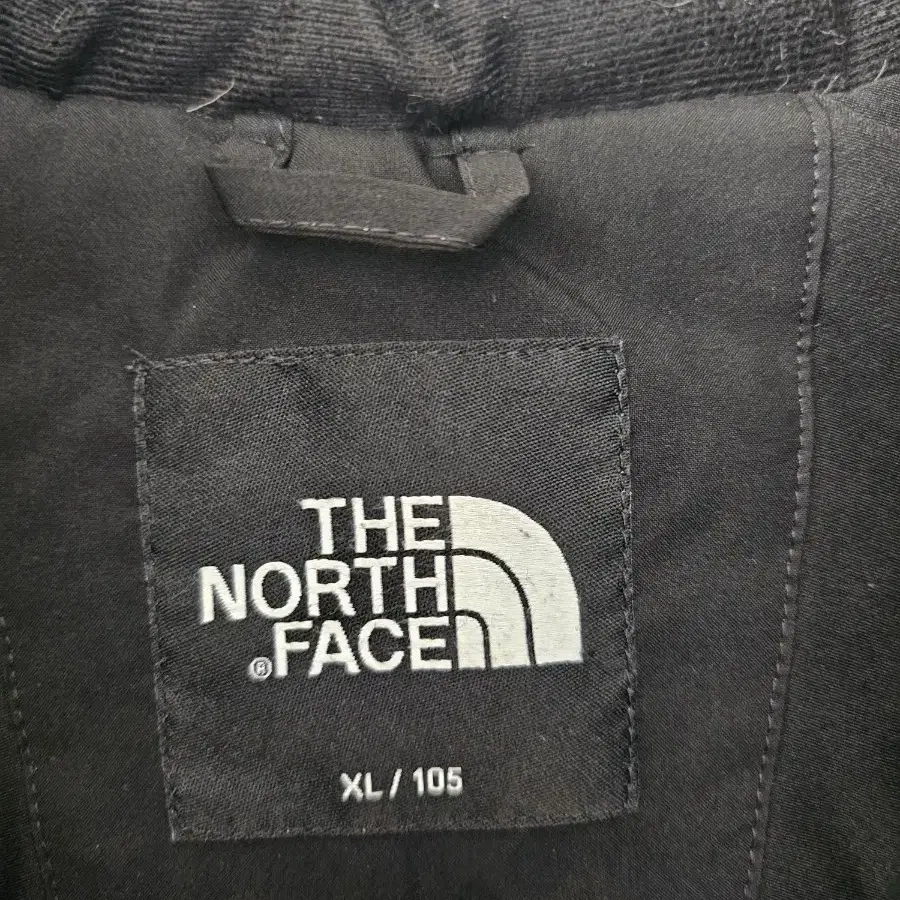 THE
NORTH
®FACE
XL / 105